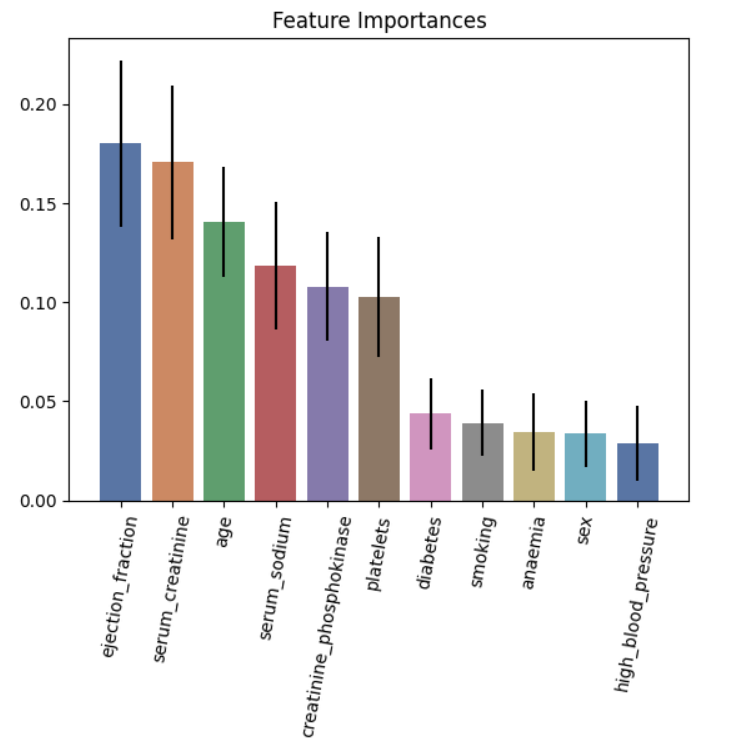 Feature Importances
0.20
0.15
0.10
0.05
0.00
ejection_fraction
serum_creatinine
age
serum_sodium
creatinine_phosphokinase
platelets
diabetes
smoking
anaemia
sex
high_blood_pressure